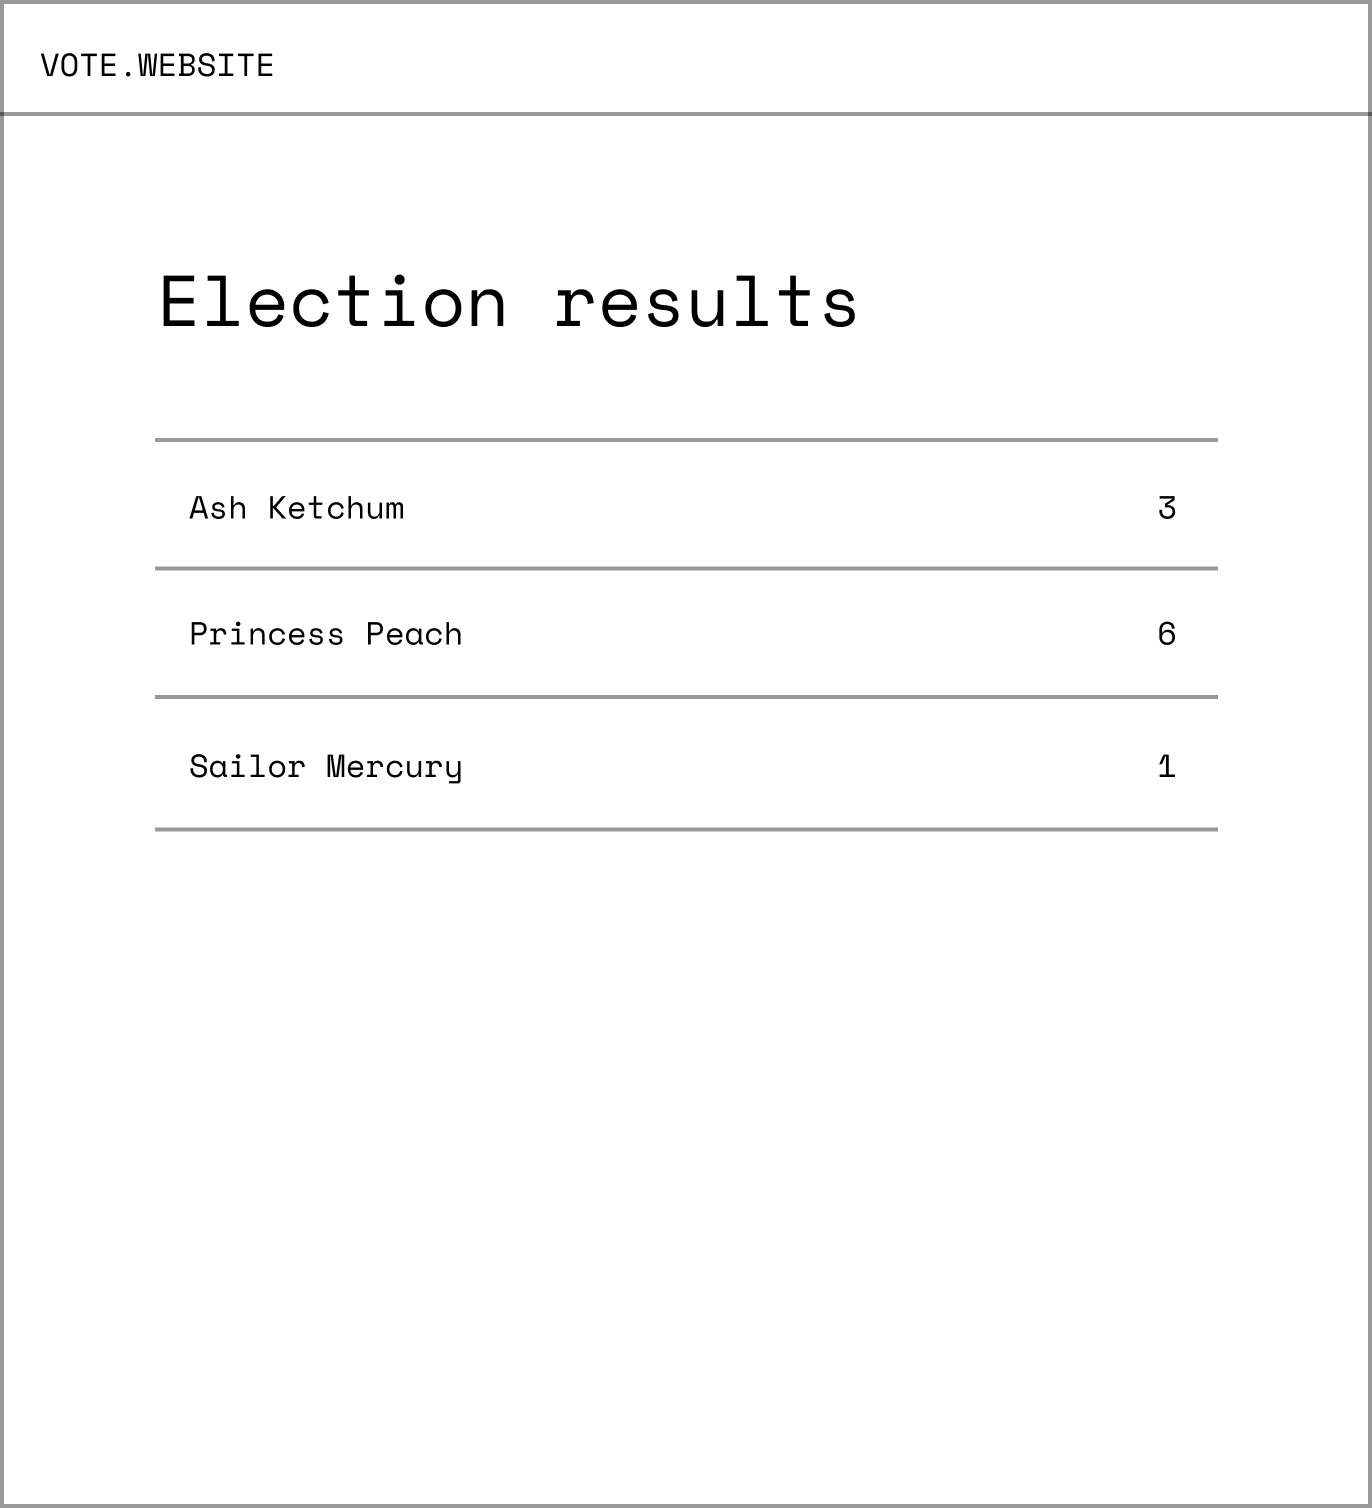 VOTE.WEBSITE
Election results
Ash Ketchum 3
Princess Peach 6
Sailor Mercury 1